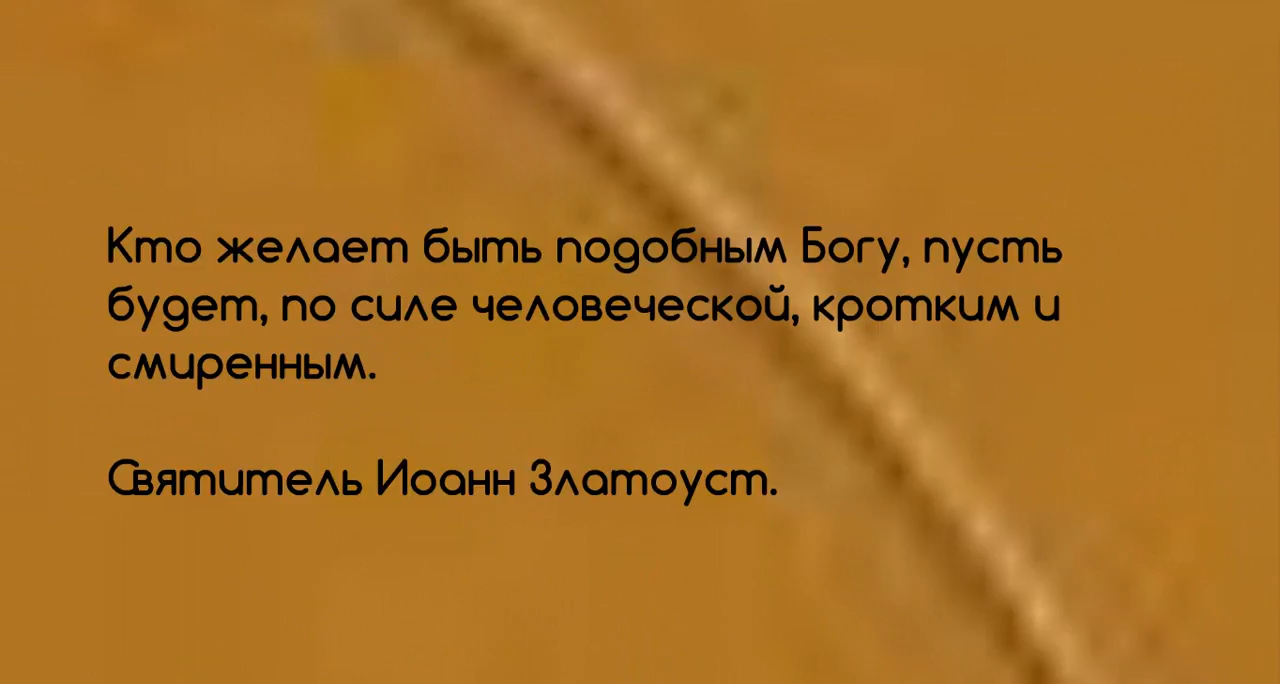 Кто желает быть подобным Богу, пусть
будет, по силе человеческой, кротким и
смиренным.
Святитель Иоанн Златоуст.